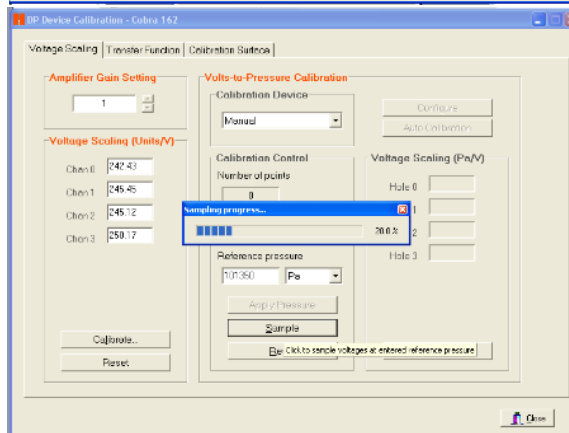 DP Device Calibration - Cobra 162
Voltage Scaling
Transfer Function
Calibration Surface
Amplifier Gain Setting
1
Voltage Scaling (Units/V)
Chan 0 242.43
Chan 1 245.45
Chan 2 245.12
Chan 3 250.17
Calibrate...
Reset
Volts-to-Pressure Calibration
Calibration Device
Manual
Configure
Auto Calibration
Calibration Control
Number of points
0
Sampling progress...
20.0 %
Reference pressure
101350 Pa
Apply Pressure
Sample
Re
Click to sample voltages at entered reference pressure
Voltage Scaling (Pa/V)
Hole 0
1
2
Hole 3
Close